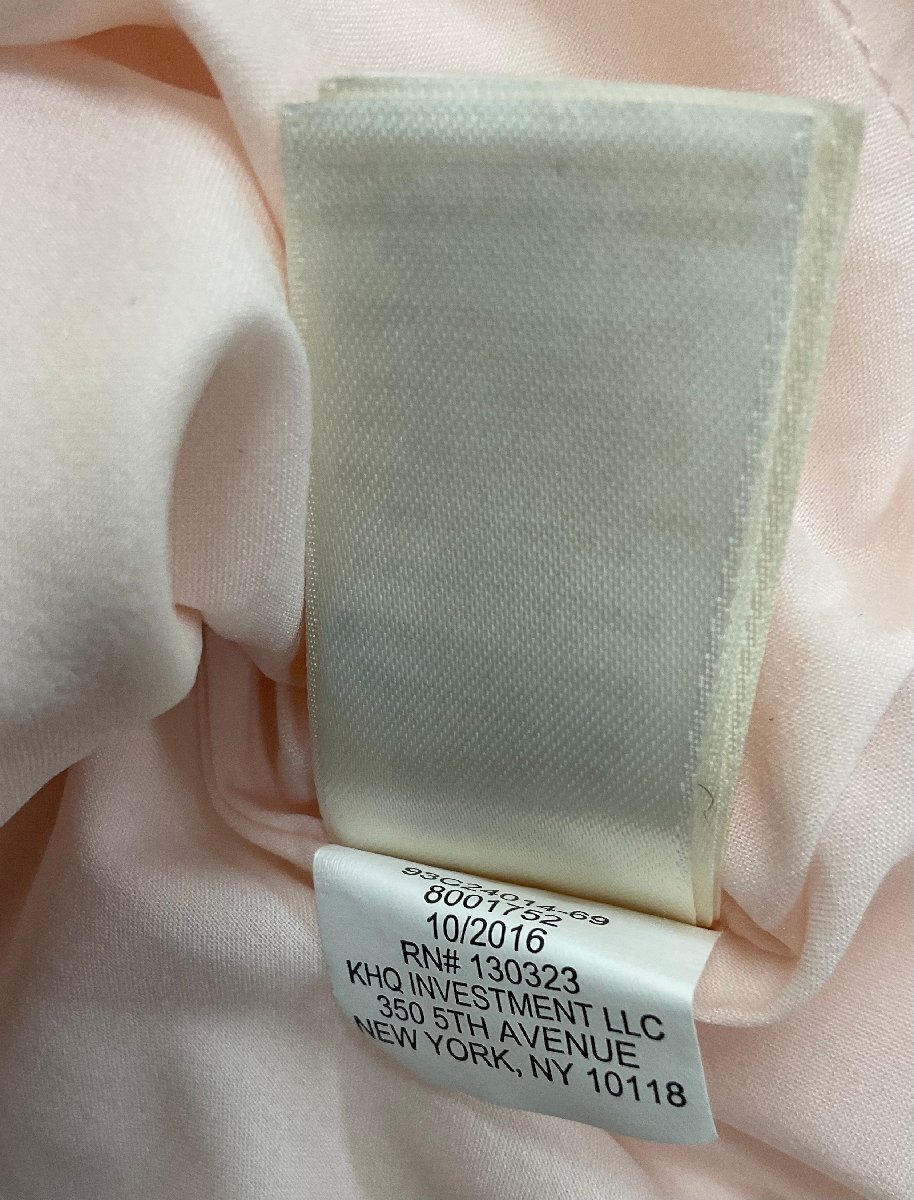 93C24014-69
8001752
10/2016
RN# 130323
KHQ INVESTMENT LLC
350 5TH AVENUE
NEW YORK, NY 10118